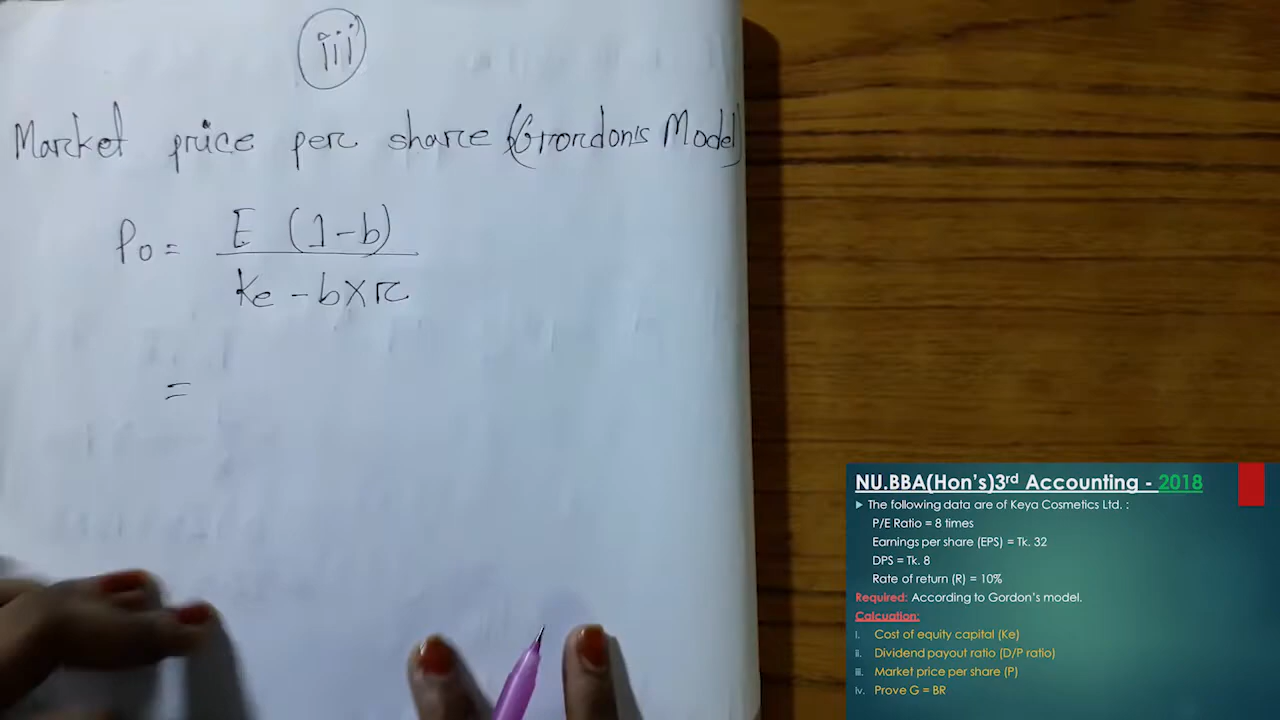 iii
Market price per share (Grordon's Model)
Po = E (1-b)
Ke - b×r
=
NU.BBA(Hon's)3rd Accounting - 2018
The following data are of Keya Cosmetics Ltd. :
P/E Ratio = 8 times
Earnings per share (EPS) = Tk. 32
DPS = Tk. 8
Rate of return (R) = 10%
Required: According to Gordon's model.
Calcuation:
i. Cost of equity capital (Ke)
ii. Dividend payout ratio (D/P ratio)
iii. Market price per share (P)
iv. Prove G = BR